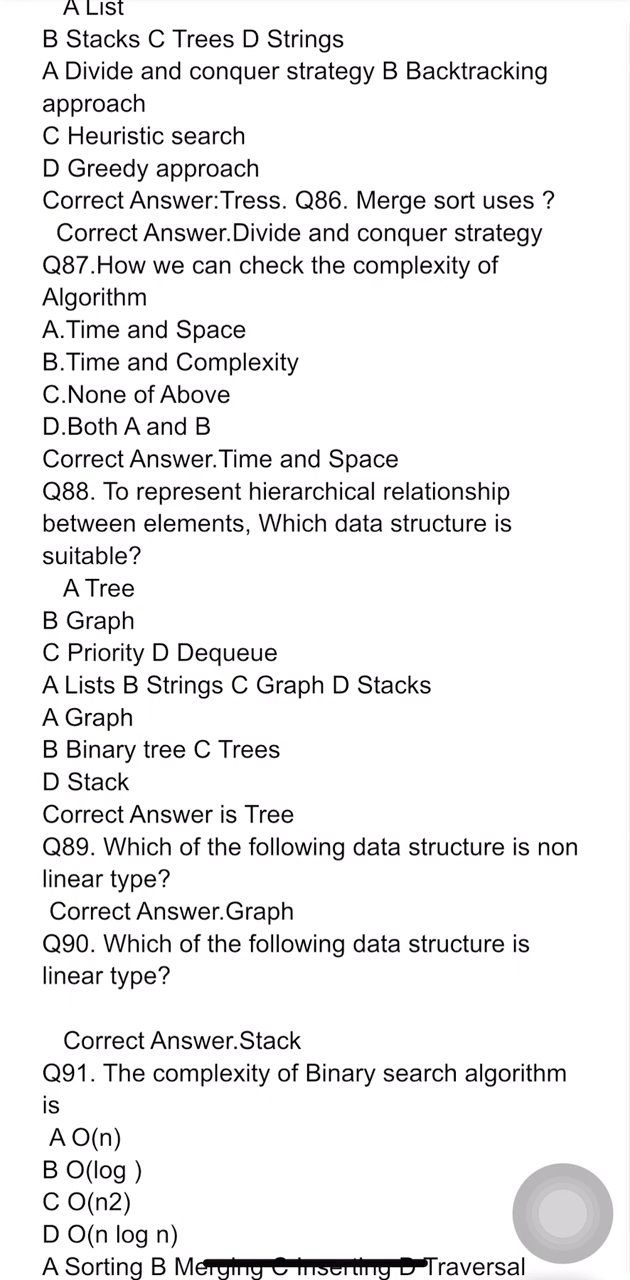 A List
B Stacks C Trees D Strings
A Divide and conquer strategy B Backtracking
approach
C Heuristic search
D Greedy approach
Correct Answer:Tress. Q86. Merge sort uses ?
Correct Answer.Divide and conquer strategy
Q87.How we can check the complexity of
Algorithm
A.Time and Space
B.Time and Complexity
C.None of Above
D.Both A and B
Correct Answer.Time and Space
Q88. To represent hierarchical relationship
between elements, Which data structure is
suitable?
A Tree
B Graph
C Priority D Dequeue
A Lists B Strings C Graph D Stacks
A Graph
B Binary tree C Trees
D Stack
Correct Answer is Tree
Q89. Which of the following data structure is non
linear type?
Correct Answer.Graph
Q90. Which of the following data structure is
linear type?
Correct Answer.Stack
Q91. The complexity of Binary search algorithm
is
A O(n)
B O(log )
C O(n2)
D O(n log n)
A Sorting B Merging C Inserting D Traversal